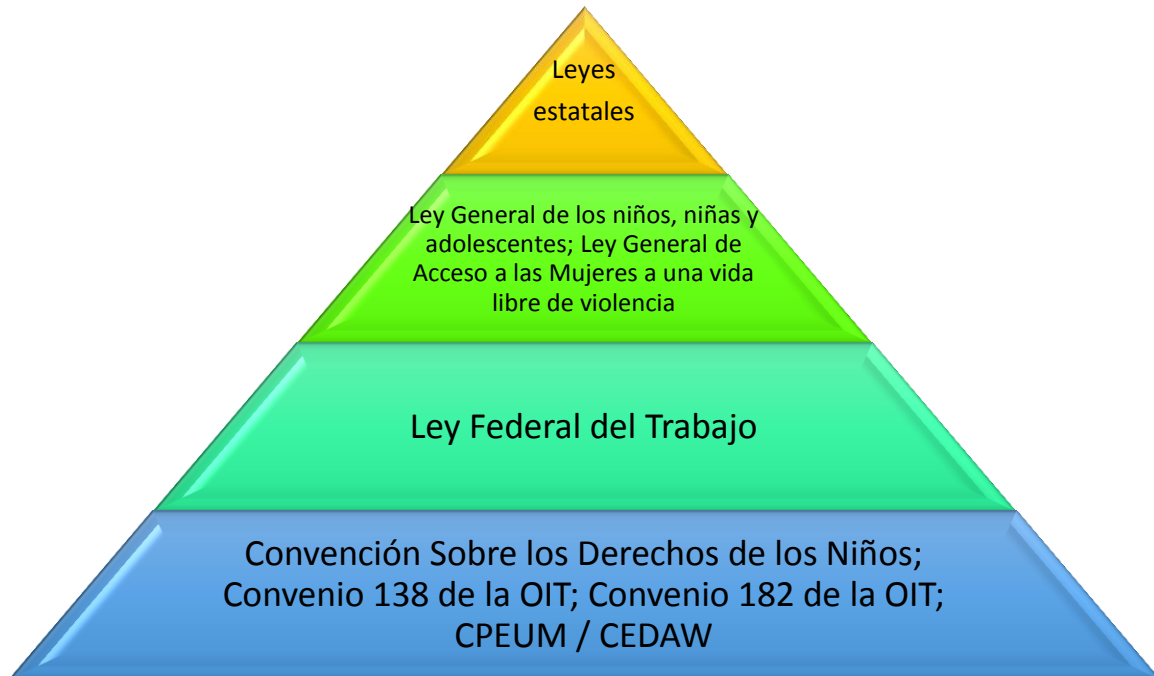 Leyes
estatales
Ley General de los niños, niñas y
adolescentes; Ley General de
Acceso a las Mujeres a una vida
libre de violencia
Ley Federal del Trabajo
Convención Sobre los Derechos de los Niños;
Convenio 138 de la OIT; Convenio 182 de la OIT;
CPEUM / CEDAW